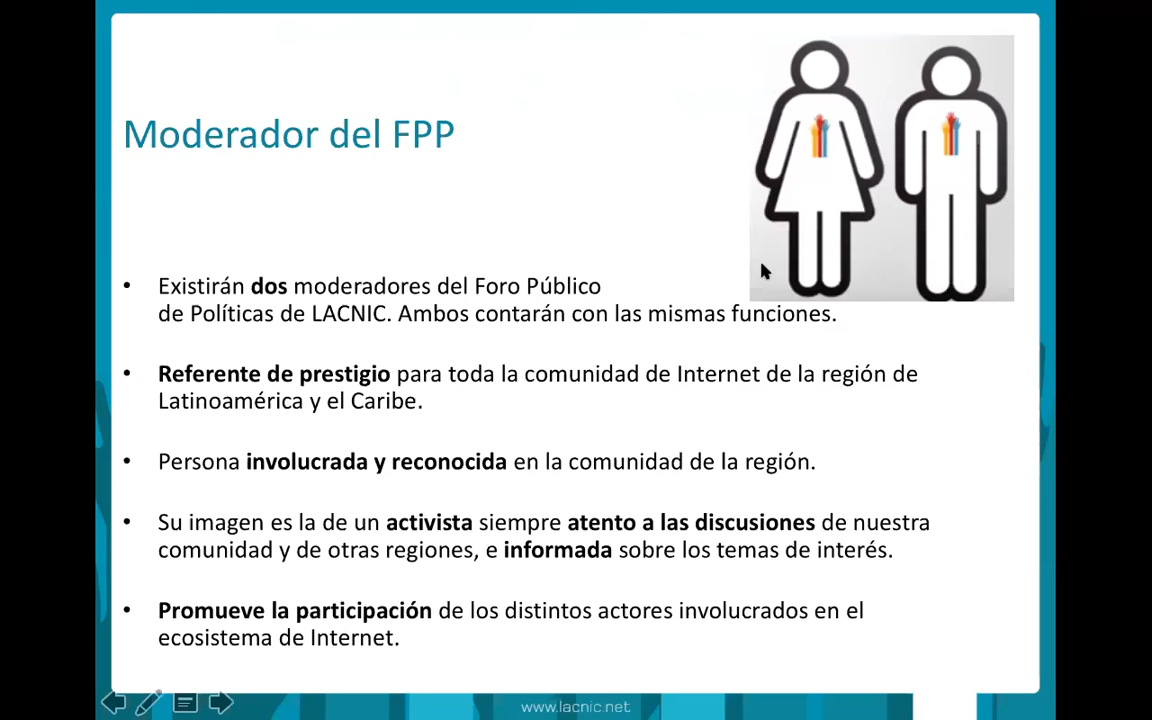 Moderador del FPP
• Existirán dos moderadores del Foro Público
de Políticas de LACNIC. Ambos contarán con las mismas funciones.
• Referente de prestigio para toda la comunidad de Internet de la región de
Latinoamérica y el Caribe.
• Persona involucrada y reconocida en la comunidad de la región.
• Su imagen es la de un activista siempre atento a las discusiones de nuestra
comunidad y de otras regiones, e informada sobre los temas de interés.
• Promueve la participación de los distintos actores involucrados en el
ecosistema de Internet.
www.lacnic.net